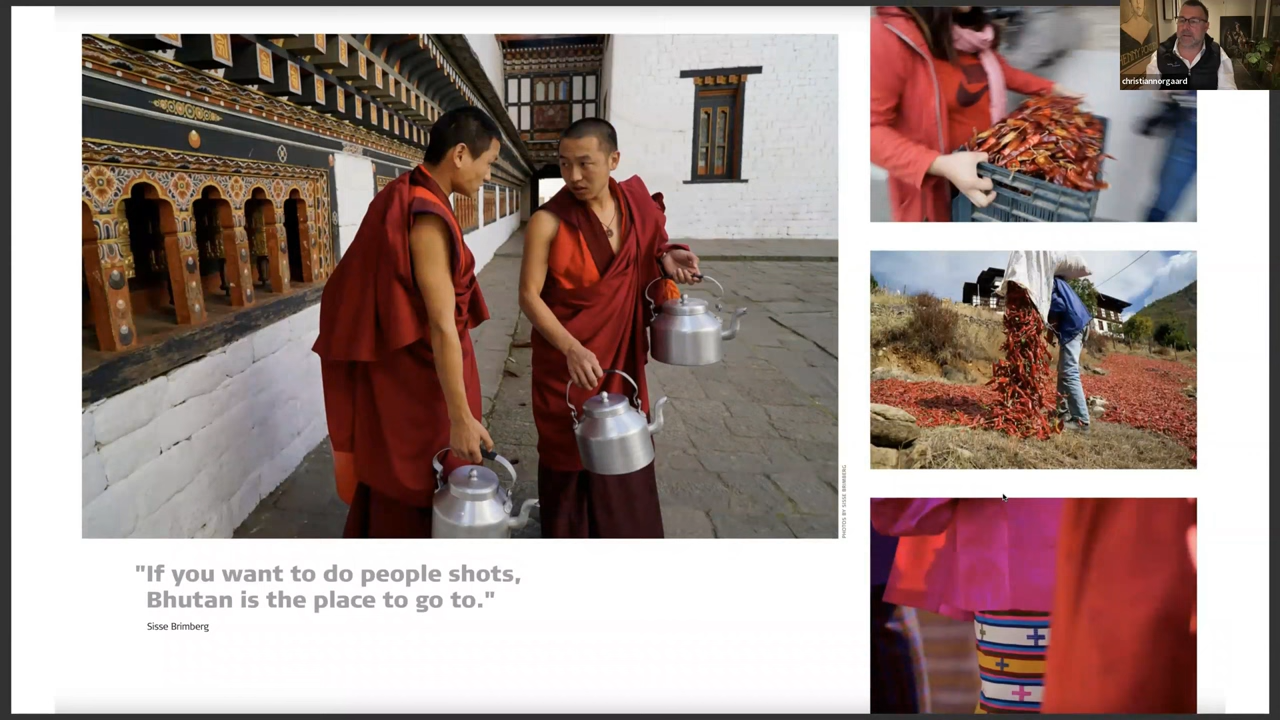 christiannorgaard
PHOTOS BY SISSE BRIMBERG
"If you want to do people shots,
Bhutan is the place to go to."
Sisse Brimberg